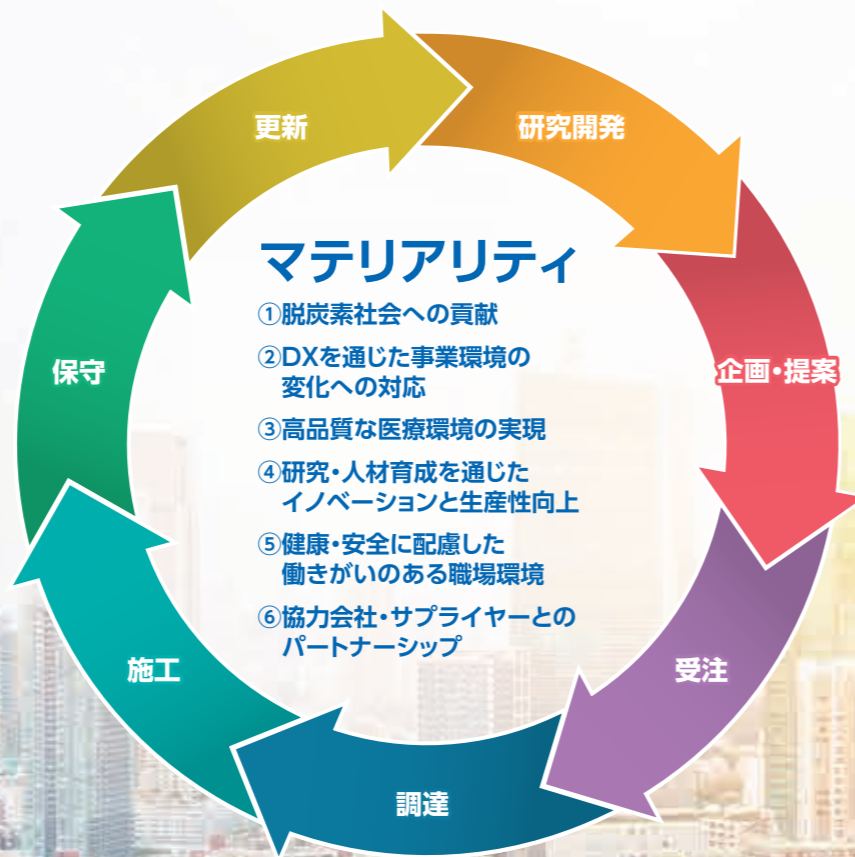 更新
研究開発
マテリアリティ
①脱炭素社会への貢献
②DXを通じた事業環境の
変化への対応
③高品質な医療環境の実現
④研究・人材育成を通じた
イノベーションと生産性向上
⑤健康・安全に配慮した
働きがいのある職場環境
⑥協力会社・サプライヤーとの
パートナーシップ
保守
企画・提案
施工
受注
調達